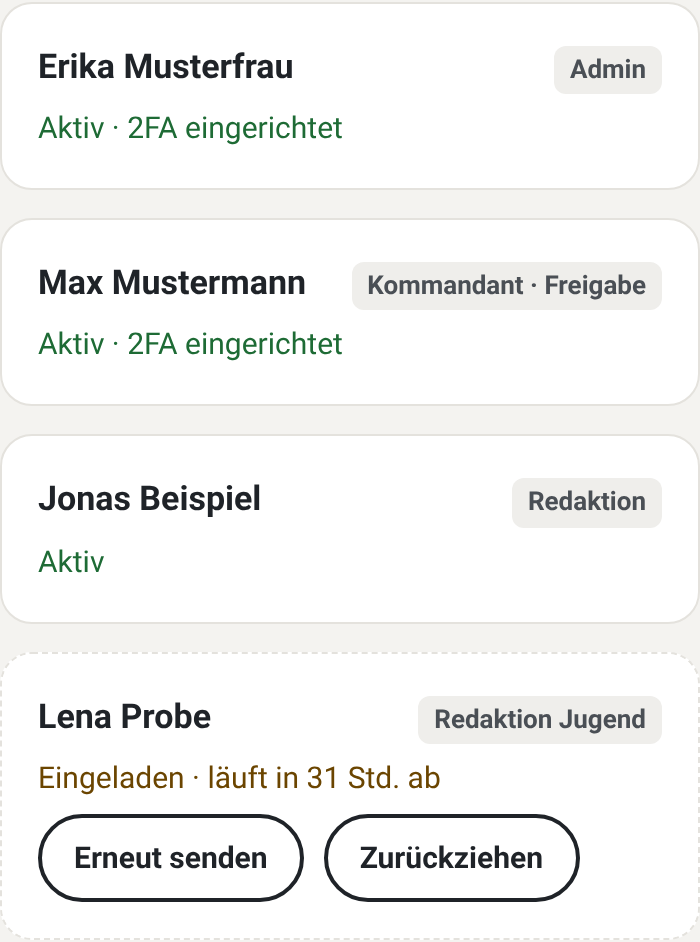 Erika Musterfrau
Admin
Aktiv · 2FA eingerichtet
Max Mustermann
Kommandant · Freigabe
Aktiv · 2FA eingerichtet
Jonas Beispiel
Redaktion
Aktiv
Lena Probe
Redaktion Jugend
Eingeladen · läuft in 31 Std. ab
Erneut senden
Zurückziehen